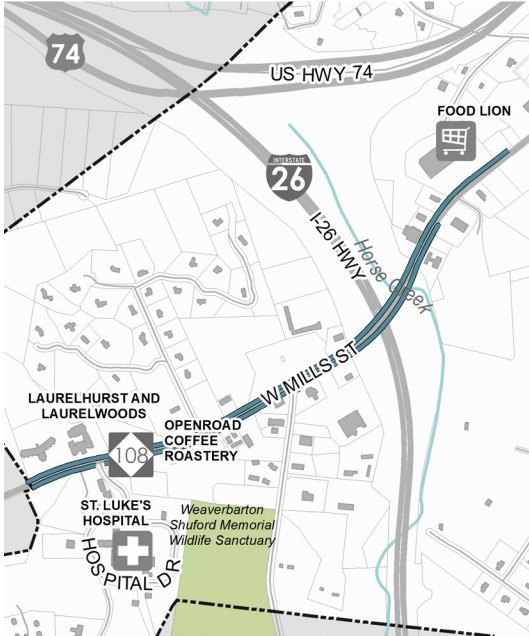 74
US HWY 74
FOOD LION
INTERSTATE
26
I-26 HWY
Horse Creek
W MILLS ST
LAURELHURST AND
LAURELWOODS
OPENROAD
COFFEE
ROASTERY
108
ST. LUKE'S
HOSPITAL
Weaverbarton
Shuford Memorial
Wildlife Sanctuary
HOSPITAL DR